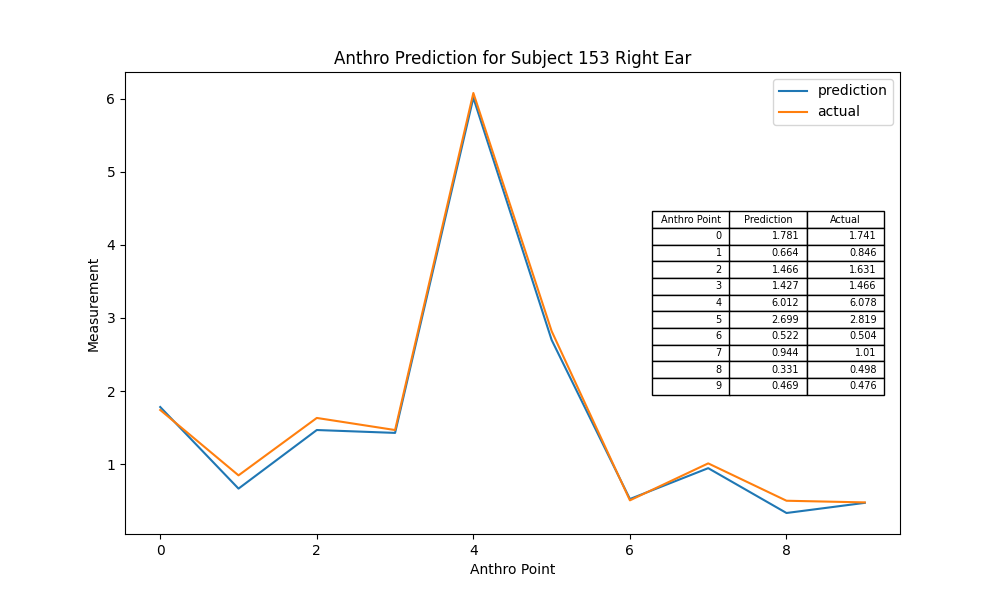 Anthro Prediction for Subject 153 Right Ear
prediction
actual
Measurement
6
5
4
3
2
1
Anthro Point Prediction Actual
0 1.781 1.741
1 0.664 0.846
2 1.466 1.631
3 1.427 1.466
4 6.012 6.078
5 2.699 2.819
6 0.522 0.504
7 0.944 1.01
8 0.331 0.498
9 0.469 0.476
0 2 4 6 8
Anthro Point